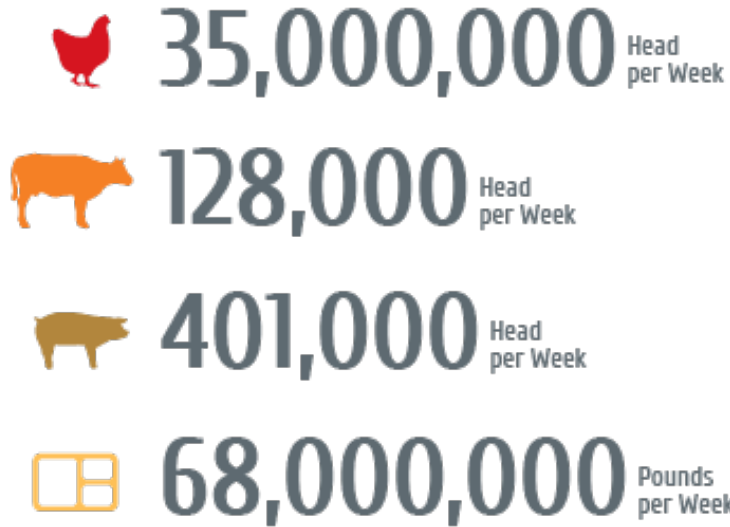 35,000,000 Head
per Week
128,000 Head
per Week
401,000 Head
per Week
68,000,000 Pounds
per Week